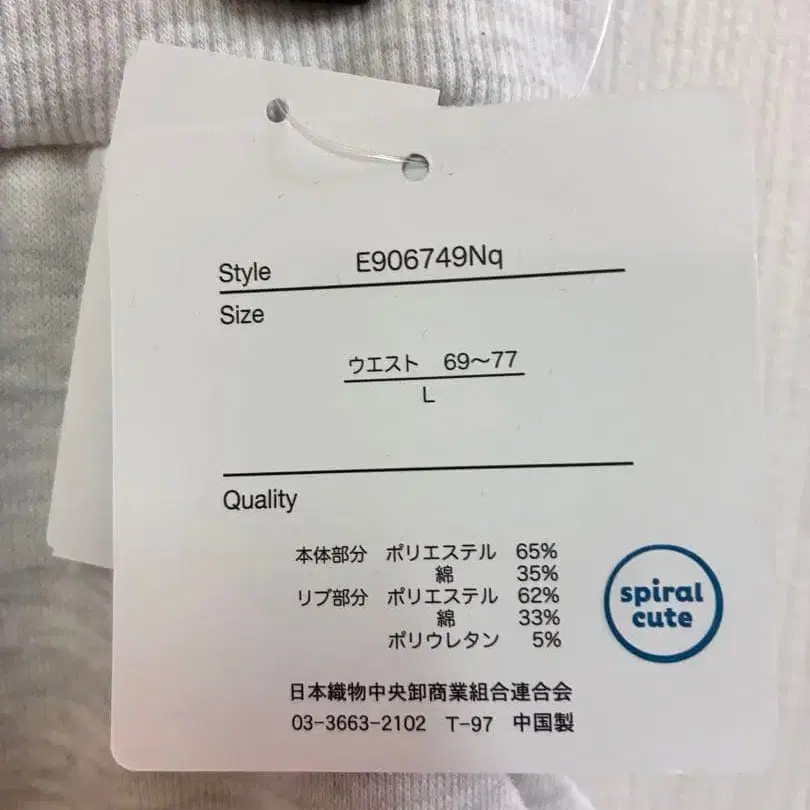 Style E906749Nq
Size
ウエスト 69〜77
L
Quality
本体部分 ポリエステル 65%
綿 35%
リブ部分 ポリエステル 62%
綿 33%
ポリウレタン 5%
spiral
cute
日本織物中央卸商業組合連合会
03-3663-2102 T-97 中国製